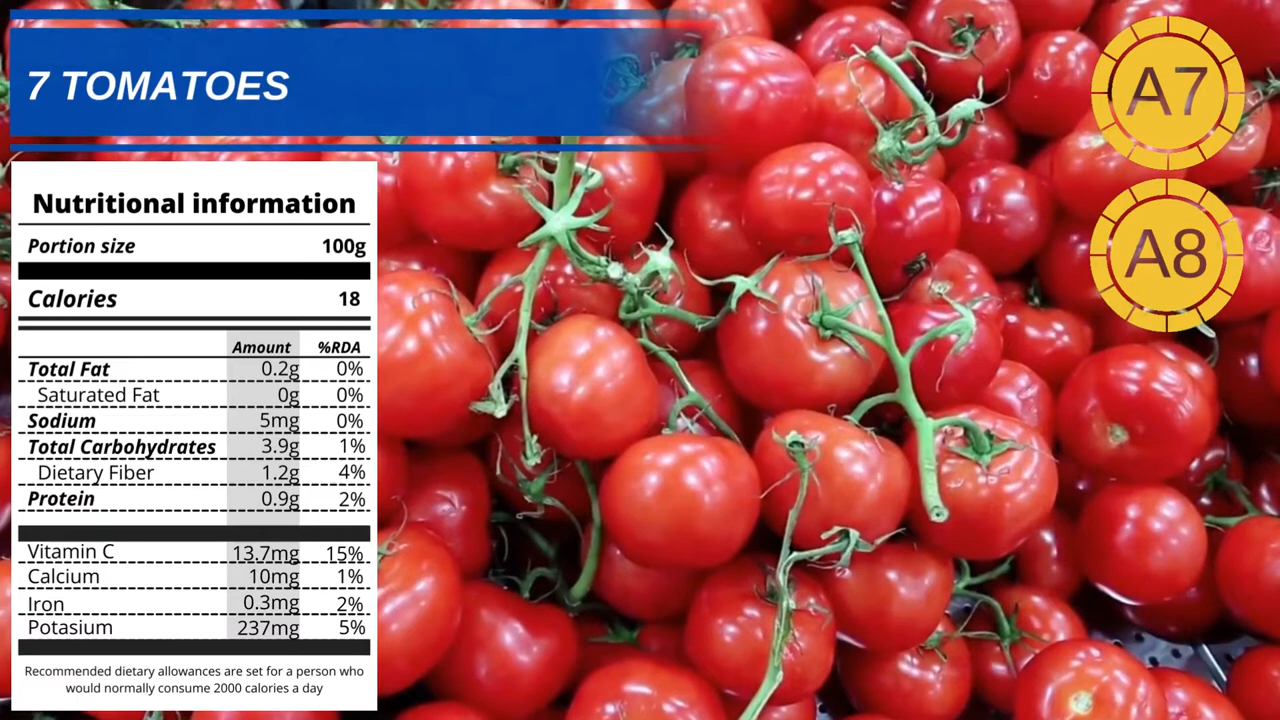 7 TOMATOES
A7
A8
Nutritional information
Portion size 100g
Calories 18
Amount %RDA
Total Fat 0.2g 0%
Saturated Fat 0g 0%
Sodium 5mg 0%
Total Carbohydrates 3.9g 1%
Dietary Fiber 1.2g 4%
Protein 0.9g 2%
Vitamin C 13.7mg 15%
Calcium 10mg 1%
Iron 0.3mg 2%
Potasium 237mg 5%
Recommended dietary allowances are set for a person who
would normally consume 2000 calories a day